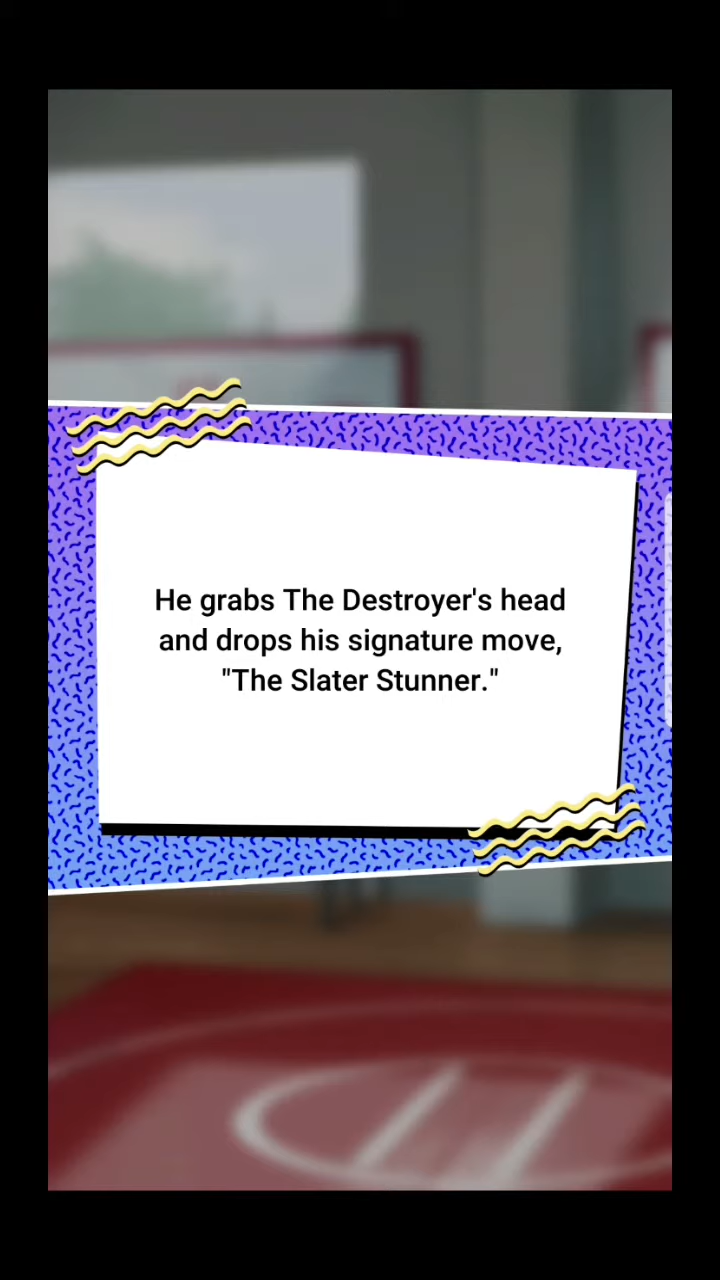 He grabs The Destroyer's head
and drops his signature move,
"The Slater Stunner."